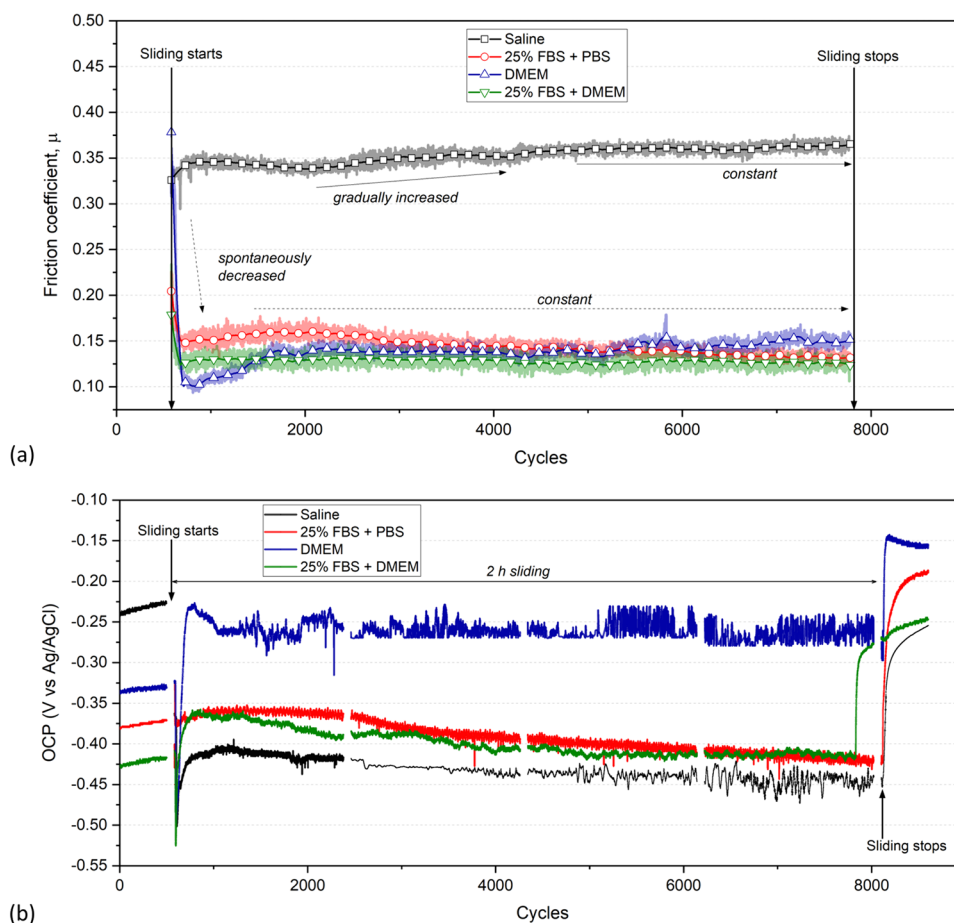 0.50
0.45
0.40
0.35
0.30
0.25
0.20
0.15
0.10
Friction coefficient, μ
Sliding starts
Saline
25% FBS + PBS
DMEM
25% FBS + DMEM
Sliding stops
gradually increased
constant
spontaneously
decreased
constant
0 2000 4000 6000 8000
Cycles
(a)
-0.10
-0.15
-0.20
-0.25
-0.30
-0.35
-0.40
-0.45
-0.50
-0.55
OCP (V vs Ag/AgCl)
Sliding starts
Saline
25% FBS + PBS
DMEM
25% FBS + DMEM
2 h sliding
Sliding stops
0 2000 4000 6000 8000
Cycles
(b)